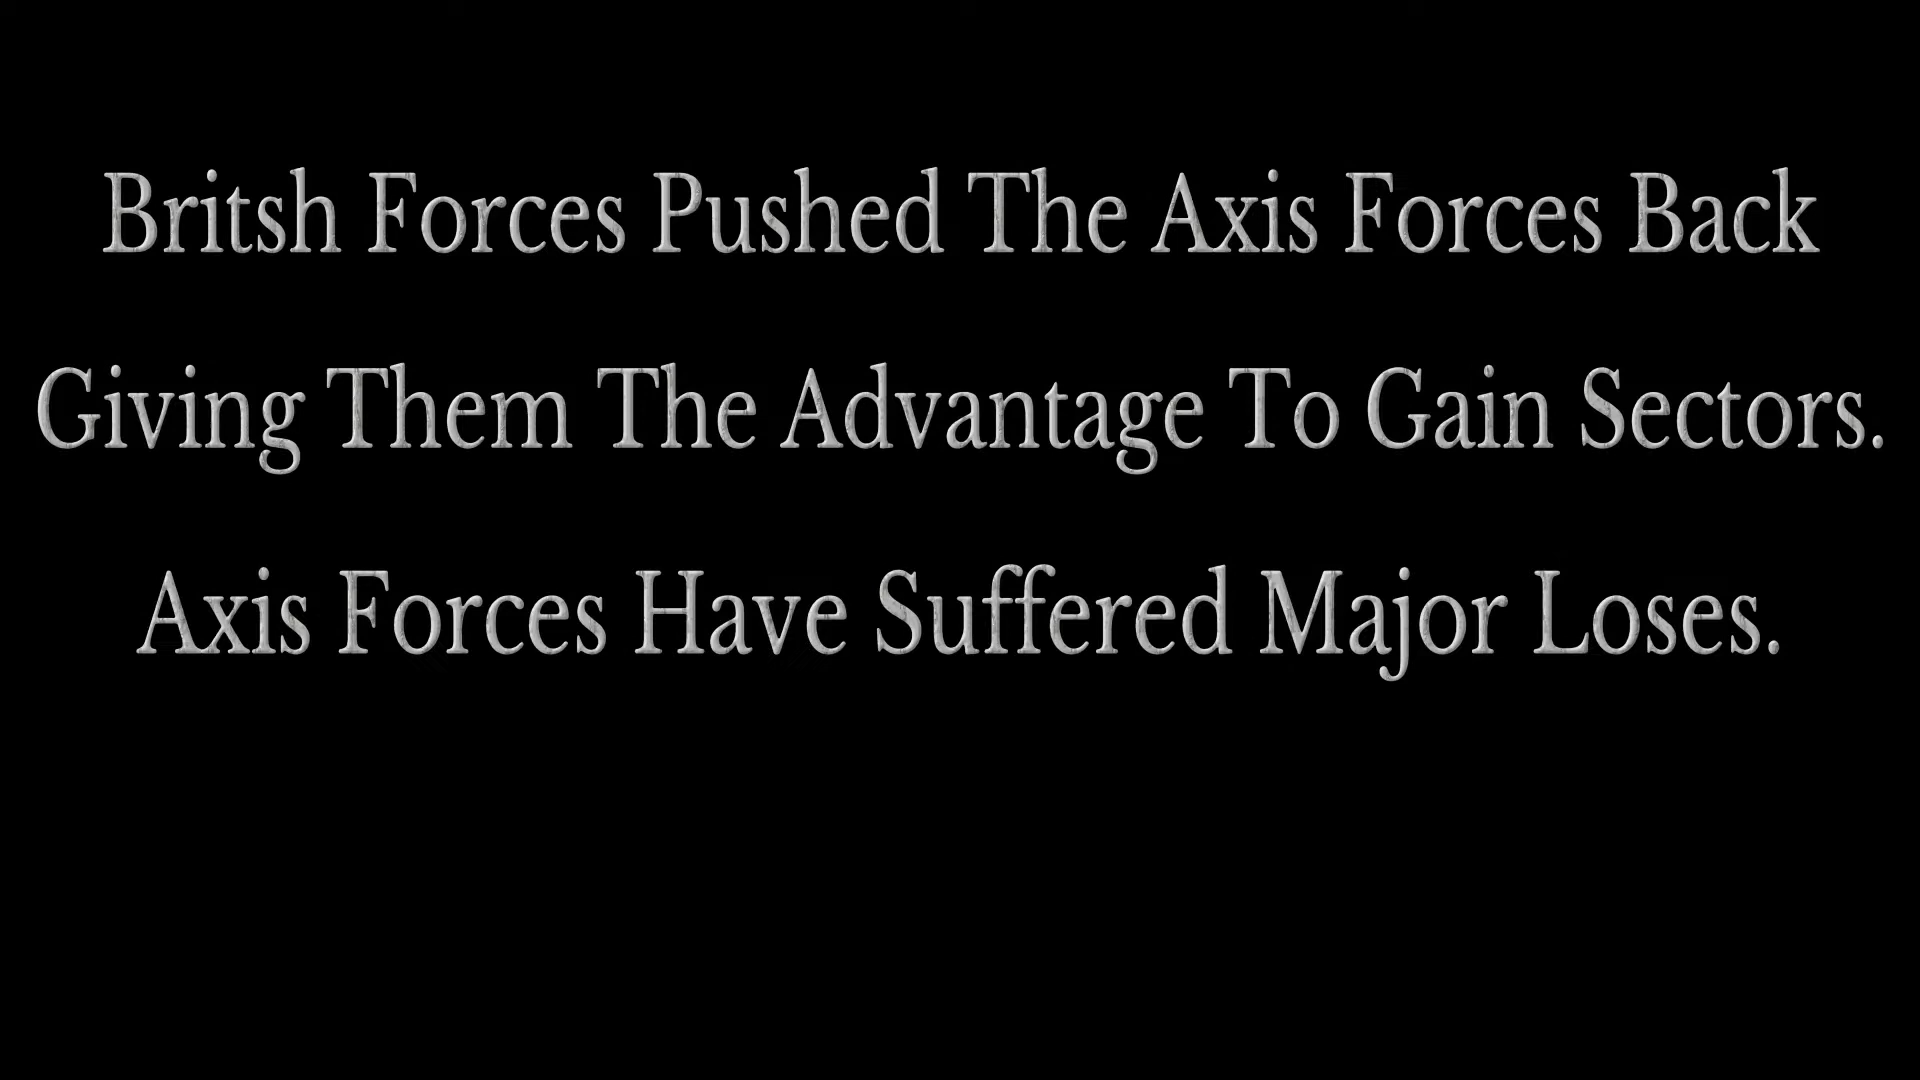 Britsh Forces Pushed The Axis Forces Back
Giving Them The Advantage To Gain Sectors.
Axis Forces Have Suffered Major Loses.